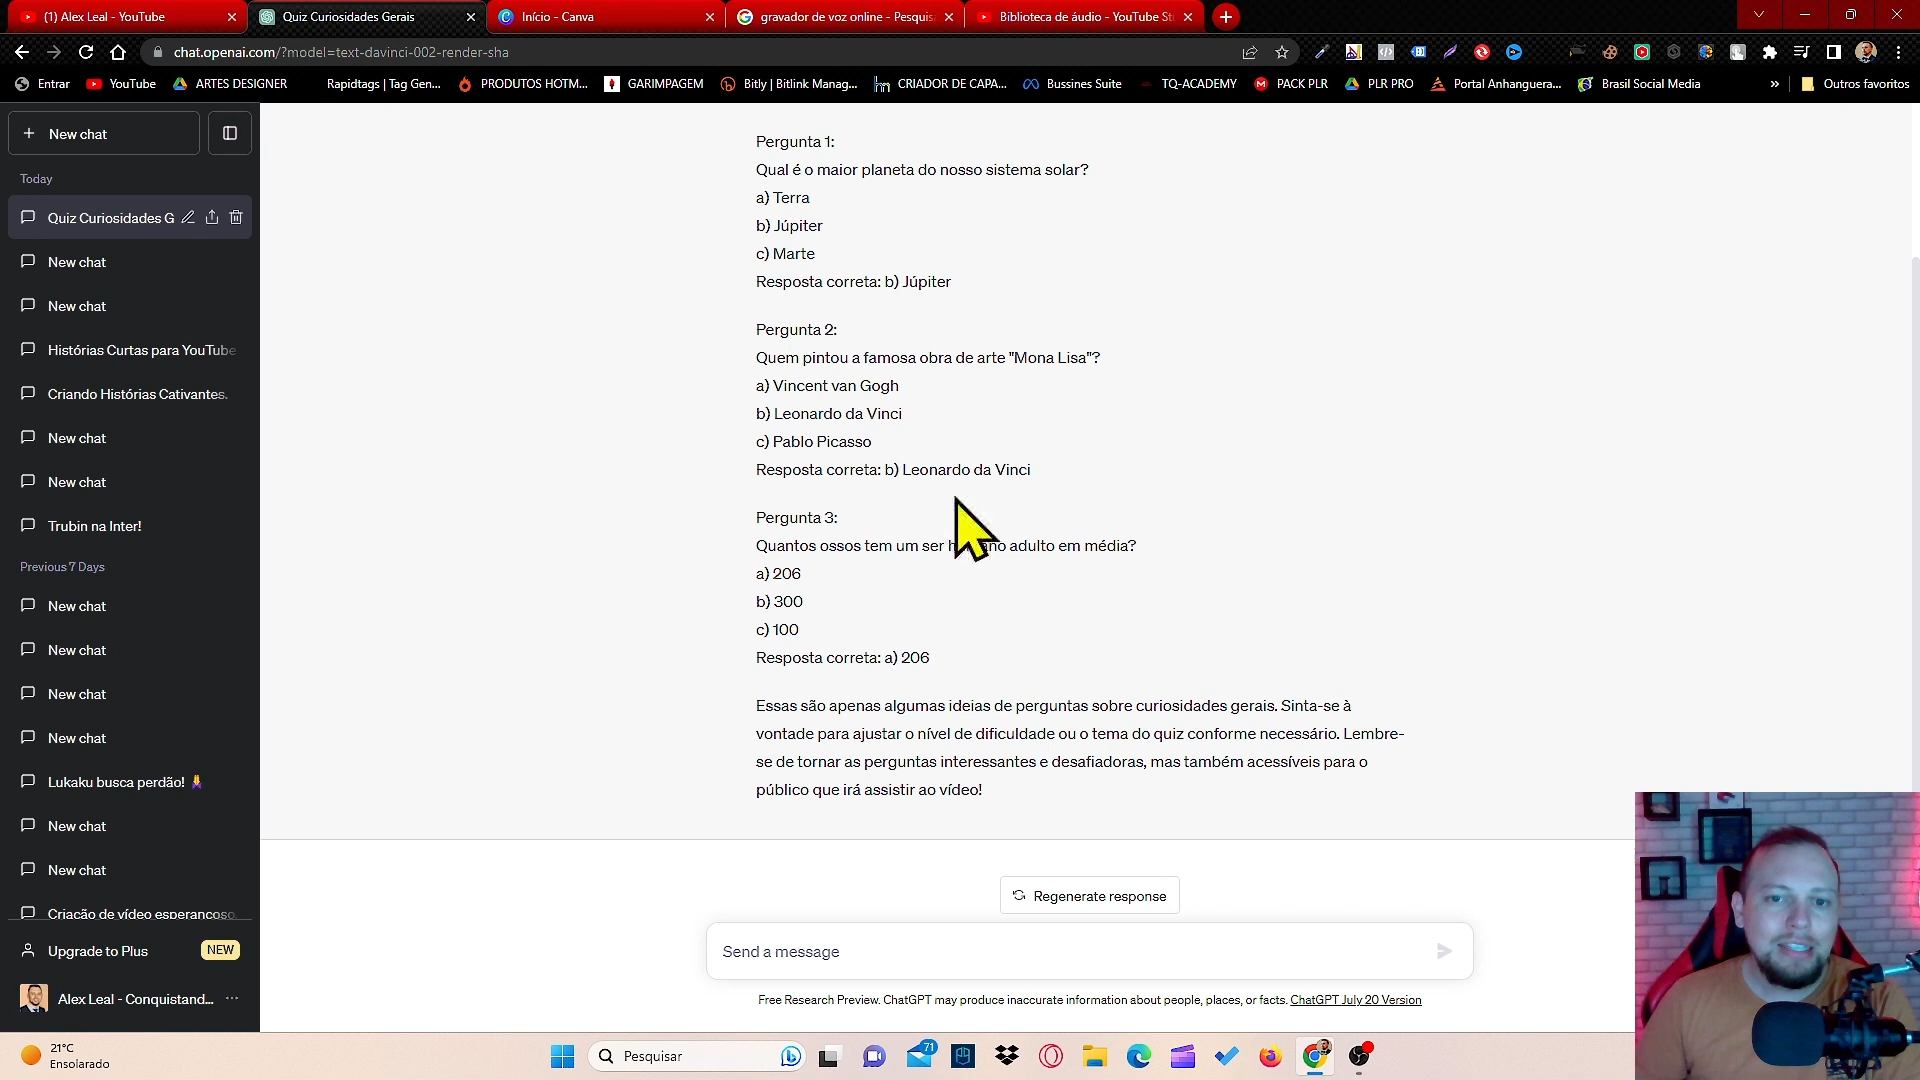 (1) Alex Leal - YouTube
Quiz Curiosidades Gerais
Início - Canva
gravador de voz online - Pesquis
Biblioteca de áudio - YouTube St
chat.openai.com/?model=text-davinci-002-render-sha
Entrar
YouTube
ARTES DESIGNER
Rapidtags | Tag Gen...
PRODUTOS HOTM...
GARIMPAGEM
Bitly | Bitlink Manag...
CRIADOR DE CAPA...
Bussines Suite
TQ-ACADEMY
PACK PLR
PLR PRO
Portal Anhanguera...
Brasil Social Media
»
Outros favoritos
+ New chat
Today
Quiz Curiosidades G
New chat
New chat
Histórias Curtas para YouTube
Criando Histórias Cativantes.
New chat
New chat
Trubin na Inter!
Previous 7 Days
New chat
New chat
New chat
New chat
Lukaku busca perdão!
New chat
New chat
Criação de vídeo esperançoso
Upgrade to Plus
NEW
Alex Leal - Conquistand...
Pergunta 1:
Qual é o maior planeta do nosso sistema solar?
a) Terra
b) Júpiter
c) Marte
Resposta correta: b) Júpiter
Pergunta 2:
Quem pintou a famosa obra de arte "Mona Lisa"?
a) Vincent van Gogh
b) Leonardo da Vinci
c) Pablo Picasso
Resposta correta: b) Leonardo da Vinci
Pergunta 3:
Quantos ossos tem um ser h no adulto em média?
a) 206
b) 300
c) 100
Resposta correta: a) 206
Essas são apenas algumas ideias de perguntas sobre curiosidades gerais. Sinta-se à
vontade para ajustar o nível de dificuldade ou o tema do quiz conforme necessário. Lembre-
se de tornar as perguntas interessantes e desafiadoras, mas também acessíveis para o
público que irá assistir ao vídeo!
Regenerate response
Send a message
Free Research Preview. ChatGPT may produce inaccurate information about people, places, or facts. ChatGPT July 20 Version
21°C
Ensolarado
Pesquisar
71